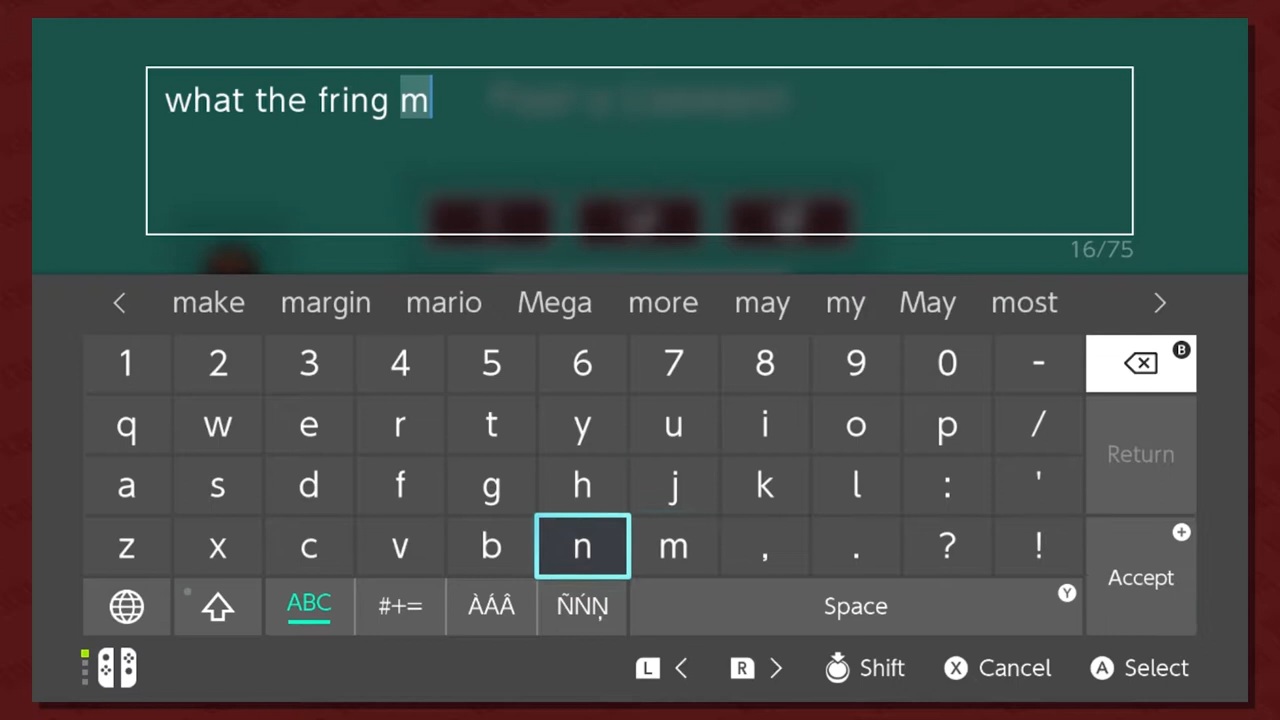 what the fring m
16/75
< make margin mario Mega more may my May most >
1 2 3 4 5 6 7 8 9 0 - B
q w e r t y u i o p /
Return
a s d f g h j k l : '
z x c v b n m , . ? ! +
Accept
ABC #+= ÀÁÂ ÑŃŅ Space Y
L < R > Shift X Cancel A Select